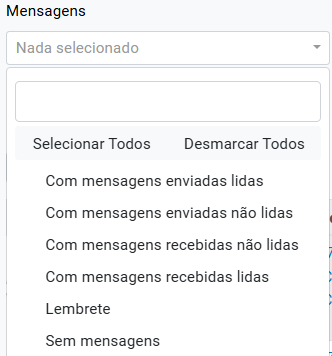 Mensagens
Nada selecionado
Selecionar Todos Desmarcar Todos
Com mensagens enviadas lidas
Com mensagens enviadas não lidas
Com mensagens recebidas não lidas
Com mensagens recebidas lidas
Lembrete
Sem mensagens